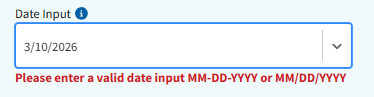 Date Input
3/10/2026
Please enter a valid date input MM-DD-YYYY or MM/DD/YYYY